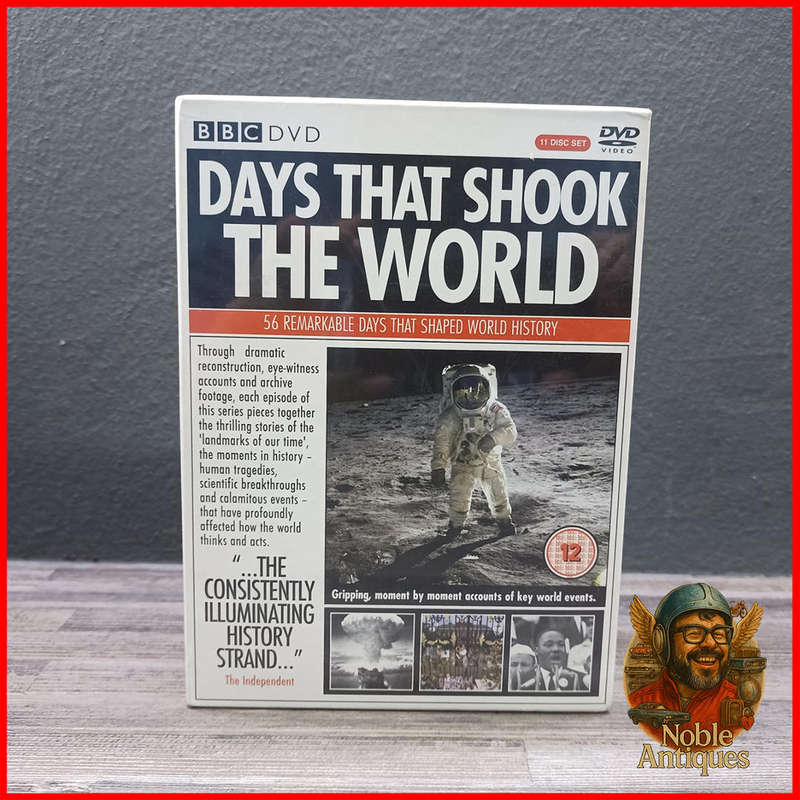 BBC DVD
11 DISC SET
DVD
VIDEO
DAYS THAT SHOOK
THE WORLD
56 REMARKABLE DAYS THAT SHAPED WORLD HISTORY
Through dramatic
reconstruction, eye-witness
accounts and archive
footage, each episode of
this series pieces together
the thrilling stories of the
'landmarks of our time',
the moments in history –
human tragedies,
scientific breakthroughs
and calamitous events –
that have profoundly
affected how the world
thinks and acts.
"...THE
CONSISTENTLY
ILLUMINATING
HISTORY
STRAND..."
The Independent
12
Gripping, moment by moment accounts of key world events.
Noble
Antiques